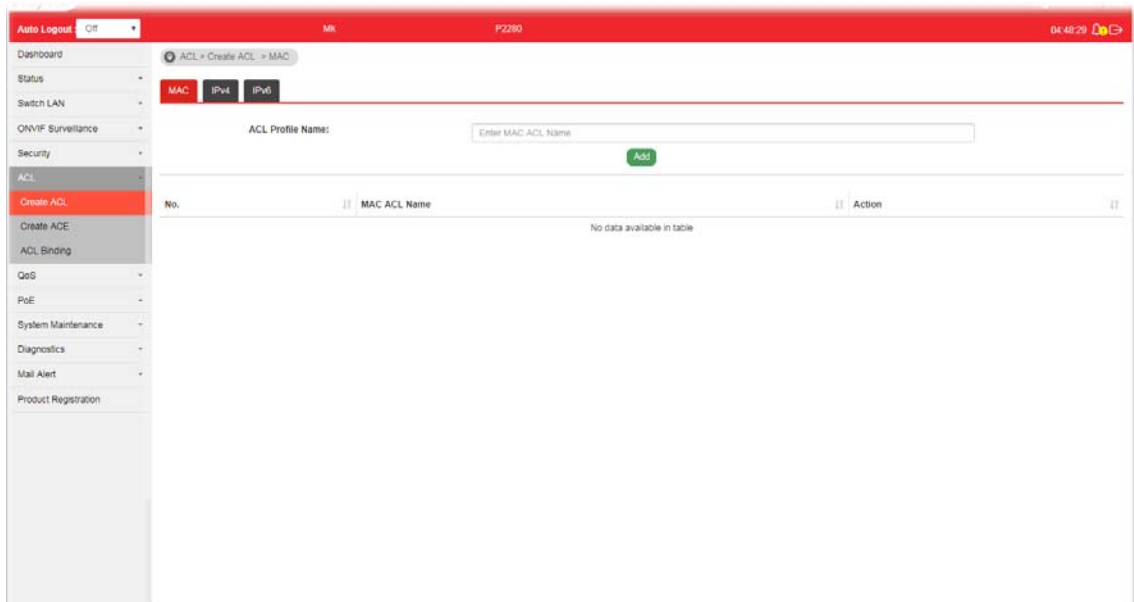 Auto Logout : Off MK P2280 04:48:29
Dashboard
Status
Switch LAN
ONVIF Surveillance
Security
ACL
Create ACL
Create ACE
ACL Binding
QoS
PoE
System Maintenance
Diagnostics
Mail Alert
Product Registration
ACL > Create ACL > MAC
MAC IPv4 IPv6
ACL Profile Name: Enter MAC ACL Name
Add
No. MAC ACL Name Action
No data available in table